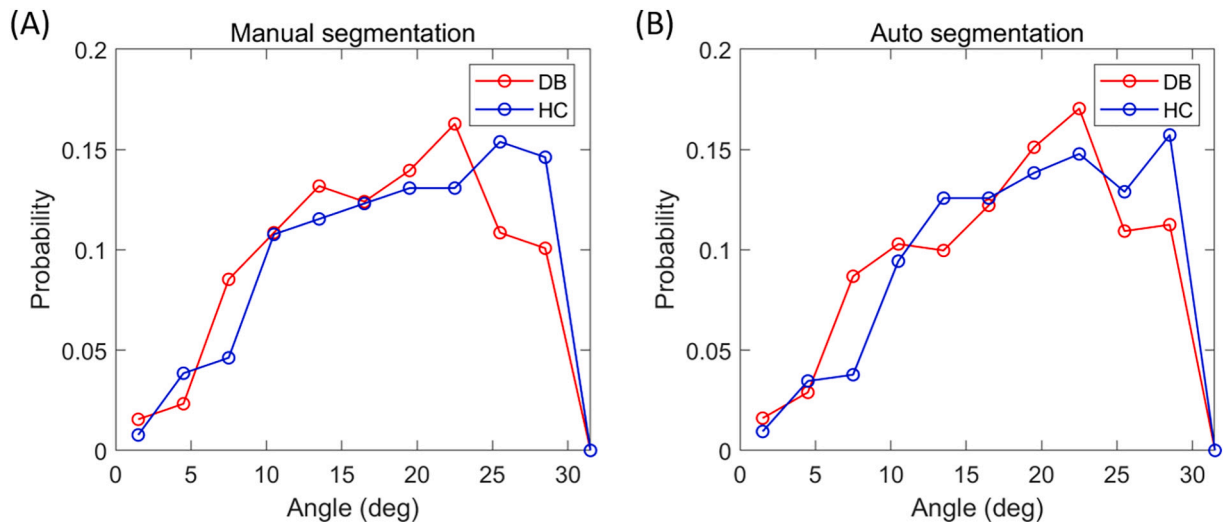 (A)
Manual segmentation
DB
HC
0.2
0.15
0.1
0.05
0
Probability
0 5 10 15 20 25 30
Angle (deg)
(B)
Auto segmentation
DB
HC
0.2
0.15
0.1
0.05
0
Probability
0 5 10 15 20 25 30
Angle (deg)